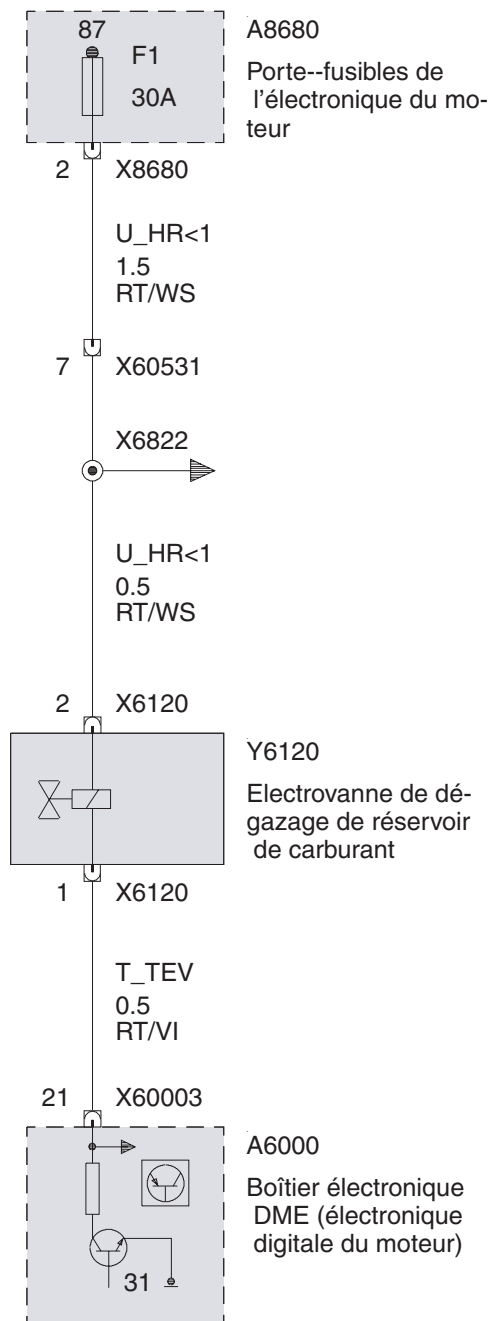 87
F1
30A
A8680
Porte--fusibles de
l'électronique du mo-
teur
2 X8680
U_HR<1
1.5
RT/WS
7 X60531
X6822
U_HR<1
0.5
RT/WS
2 X6120
Y6120
Electrovanne de dé-
gazage de réservoir
de carburant
1 X6120
T_TEV
0.5
RT/VI
21 X60003
A6000
Boîtier électronique
DME (électronique
digitale du moteur)
31